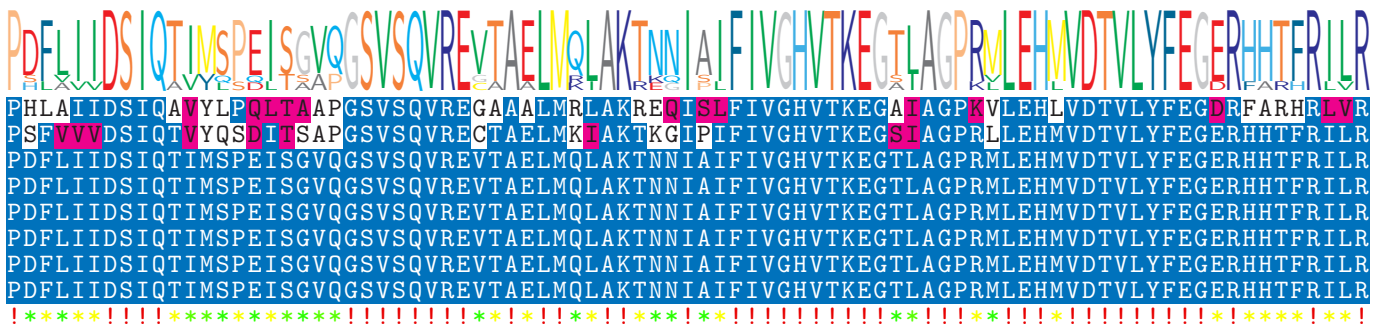 PDFLIIDSIQTIMSPEISGVQGSVSQVREVTAELMQLAKTNNIAIFIVGHVTKEGTLAGPRMLEHMVDTVLYFEGERHHTFRILR
PHLAIIDSIQAVYLPQLTAAPGSVSQVREGAAALMRLAKREQISLFIVGHVTKEGAIAGPKVLEHLVDTVLYFEGDRFARHRLVR
PSFVVVDSIQTVYQSDITSAPGSVSQVRECTAELMKIAKTKGIPIFIVGHVTKEGSIAGPRLLEHMVDTVLYFEGERHHTFRILR
PDFLIIDSIQTIMSPEISGVQGSVSQVREVTAELMQLAKTNNIAIFIVGHVTKEGTLAGPRMLEHMVDTVLYFEGERHHTFRILR
PDFLIIDSIQTIMSPEISGVQGSVSQVREVTAELMQLAKTNNIAIFIVGHVTKEGTLAGPRMLEHMVDTVLYFEGERHHTFRILR
PDFLIIDSIQTIMSPEISGVQGSVSQVREVTAELMQLAKTNNIAIFIVGHVTKEGTLAGPRMLEHMVDTVLYFEGERHHTFRILR
PDFLIIDSIQTIMSPEISGVQGSVSQVREVTAELMQLAKTNNIAIFIVGHVTKEGTLAGPRMLEHMVDTVLYFEGERHHTFRILR
PDFLIIDSIQTIMSPEISGVQGSVSQVREVTAELMQLAKTNNIAIFIVGHVTKEGTLAGPRMLEHMVDTVLYFEGERHHTFRILR
PDFLIIDSIQTIMSPEISGVQGSVSQVREVTAELMQLAKTNNIAIFIVGHVTKEGTLAGPRMLEHMVDTVLYFEGERHHTFRILR
!*****!!!!***********!!!!!!!!**!*!!**!!***!**!!!!!!!!!!**!!!**!!!*!!!!!!!!!*!****!**!